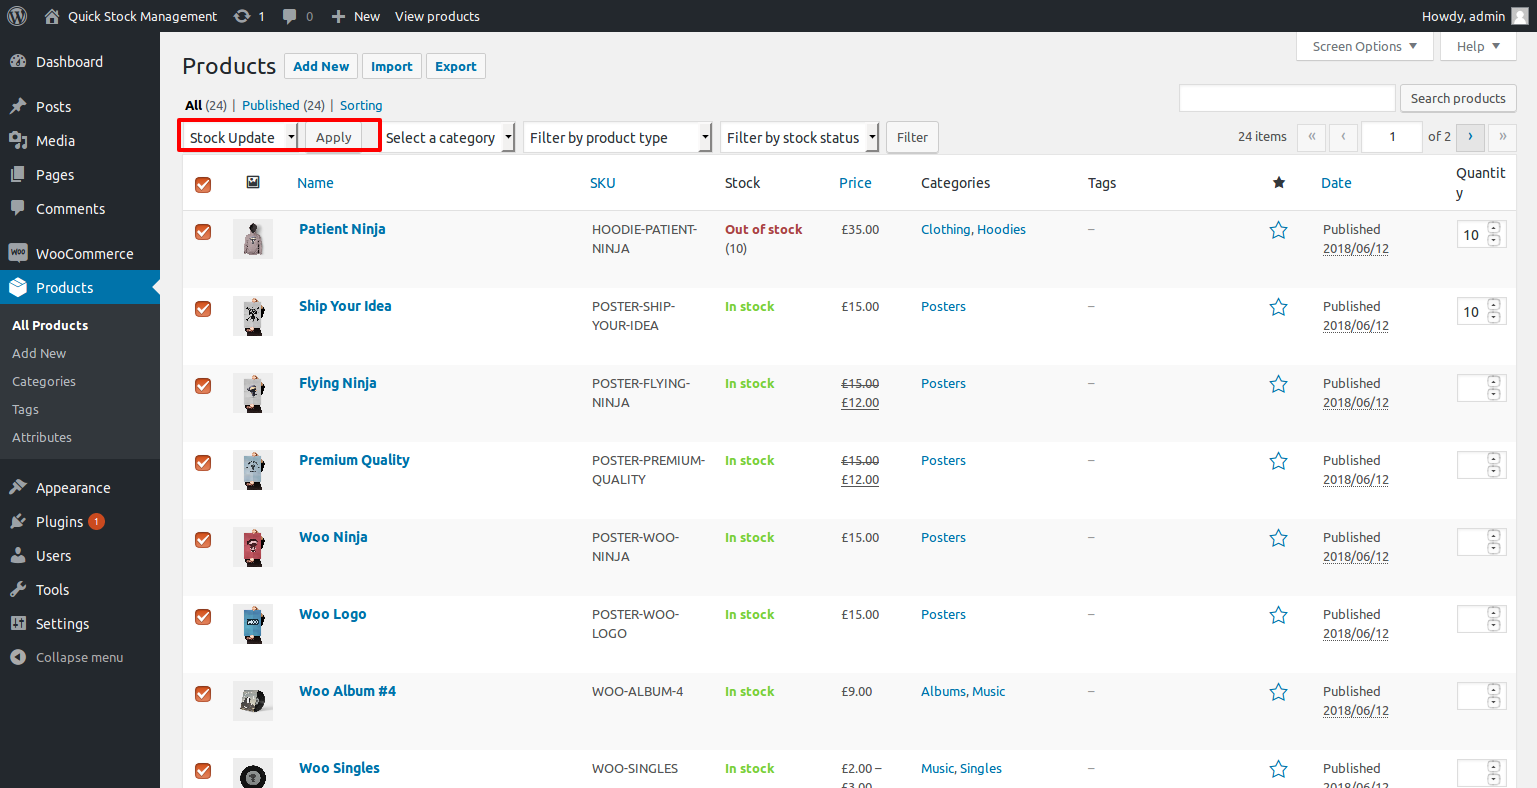 Quick Stock Management 1 0 New View products Howdy, admin
Screen Options Help
Dashboard
Posts
Media
Pages
Comments
WooCommerce
Products
All Products
Add New
Categories
Tags
Attributes
Appearance
Plugins 1
Users
Tools
Settings
Collapse menu
Products Add New Import Export
All (24) | Published (24) | Sorting
Search products
Stock Update Apply Select a category Filter by product type Filter by stock status Filter 24 items « ‹ 1 of 2 › »
Name SKU Stock Price Categories Tags Date Quantit
y
Patient Ninja HOODIE-PATIENT- Out of stock £35.00 Clothing, Hoodies – Published 10
NINJA (10) 2018/06/12
Ship Your Idea POSTER-SHIP- In stock £15.00 Posters – Published 10
YOUR-IDEA 2018/06/12
Flying Ninja POSTER-FLYING- In stock £15.00 Posters – Published
NINJA £12.00 2018/06/12
Premium Quality POSTER-PREMIUM- In stock £15.00 Posters – Published
QUALITY £12.00 2018/06/12
Woo Ninja POSTER-WOO- In stock £15.00 Posters – Published
NINJA 2018/06/12
Woo Logo POSTER-WOO- In stock £15.00 Posters – Published
LOGO 2018/06/12
Woo Album #4 WOO-ALBUM-4 In stock £9.00 Albums, Music – Published
2018/06/12
Woo Singles WOO-SINGLES In stock £2.00 – Music, Singles – Published
£3.00 2018/06/12